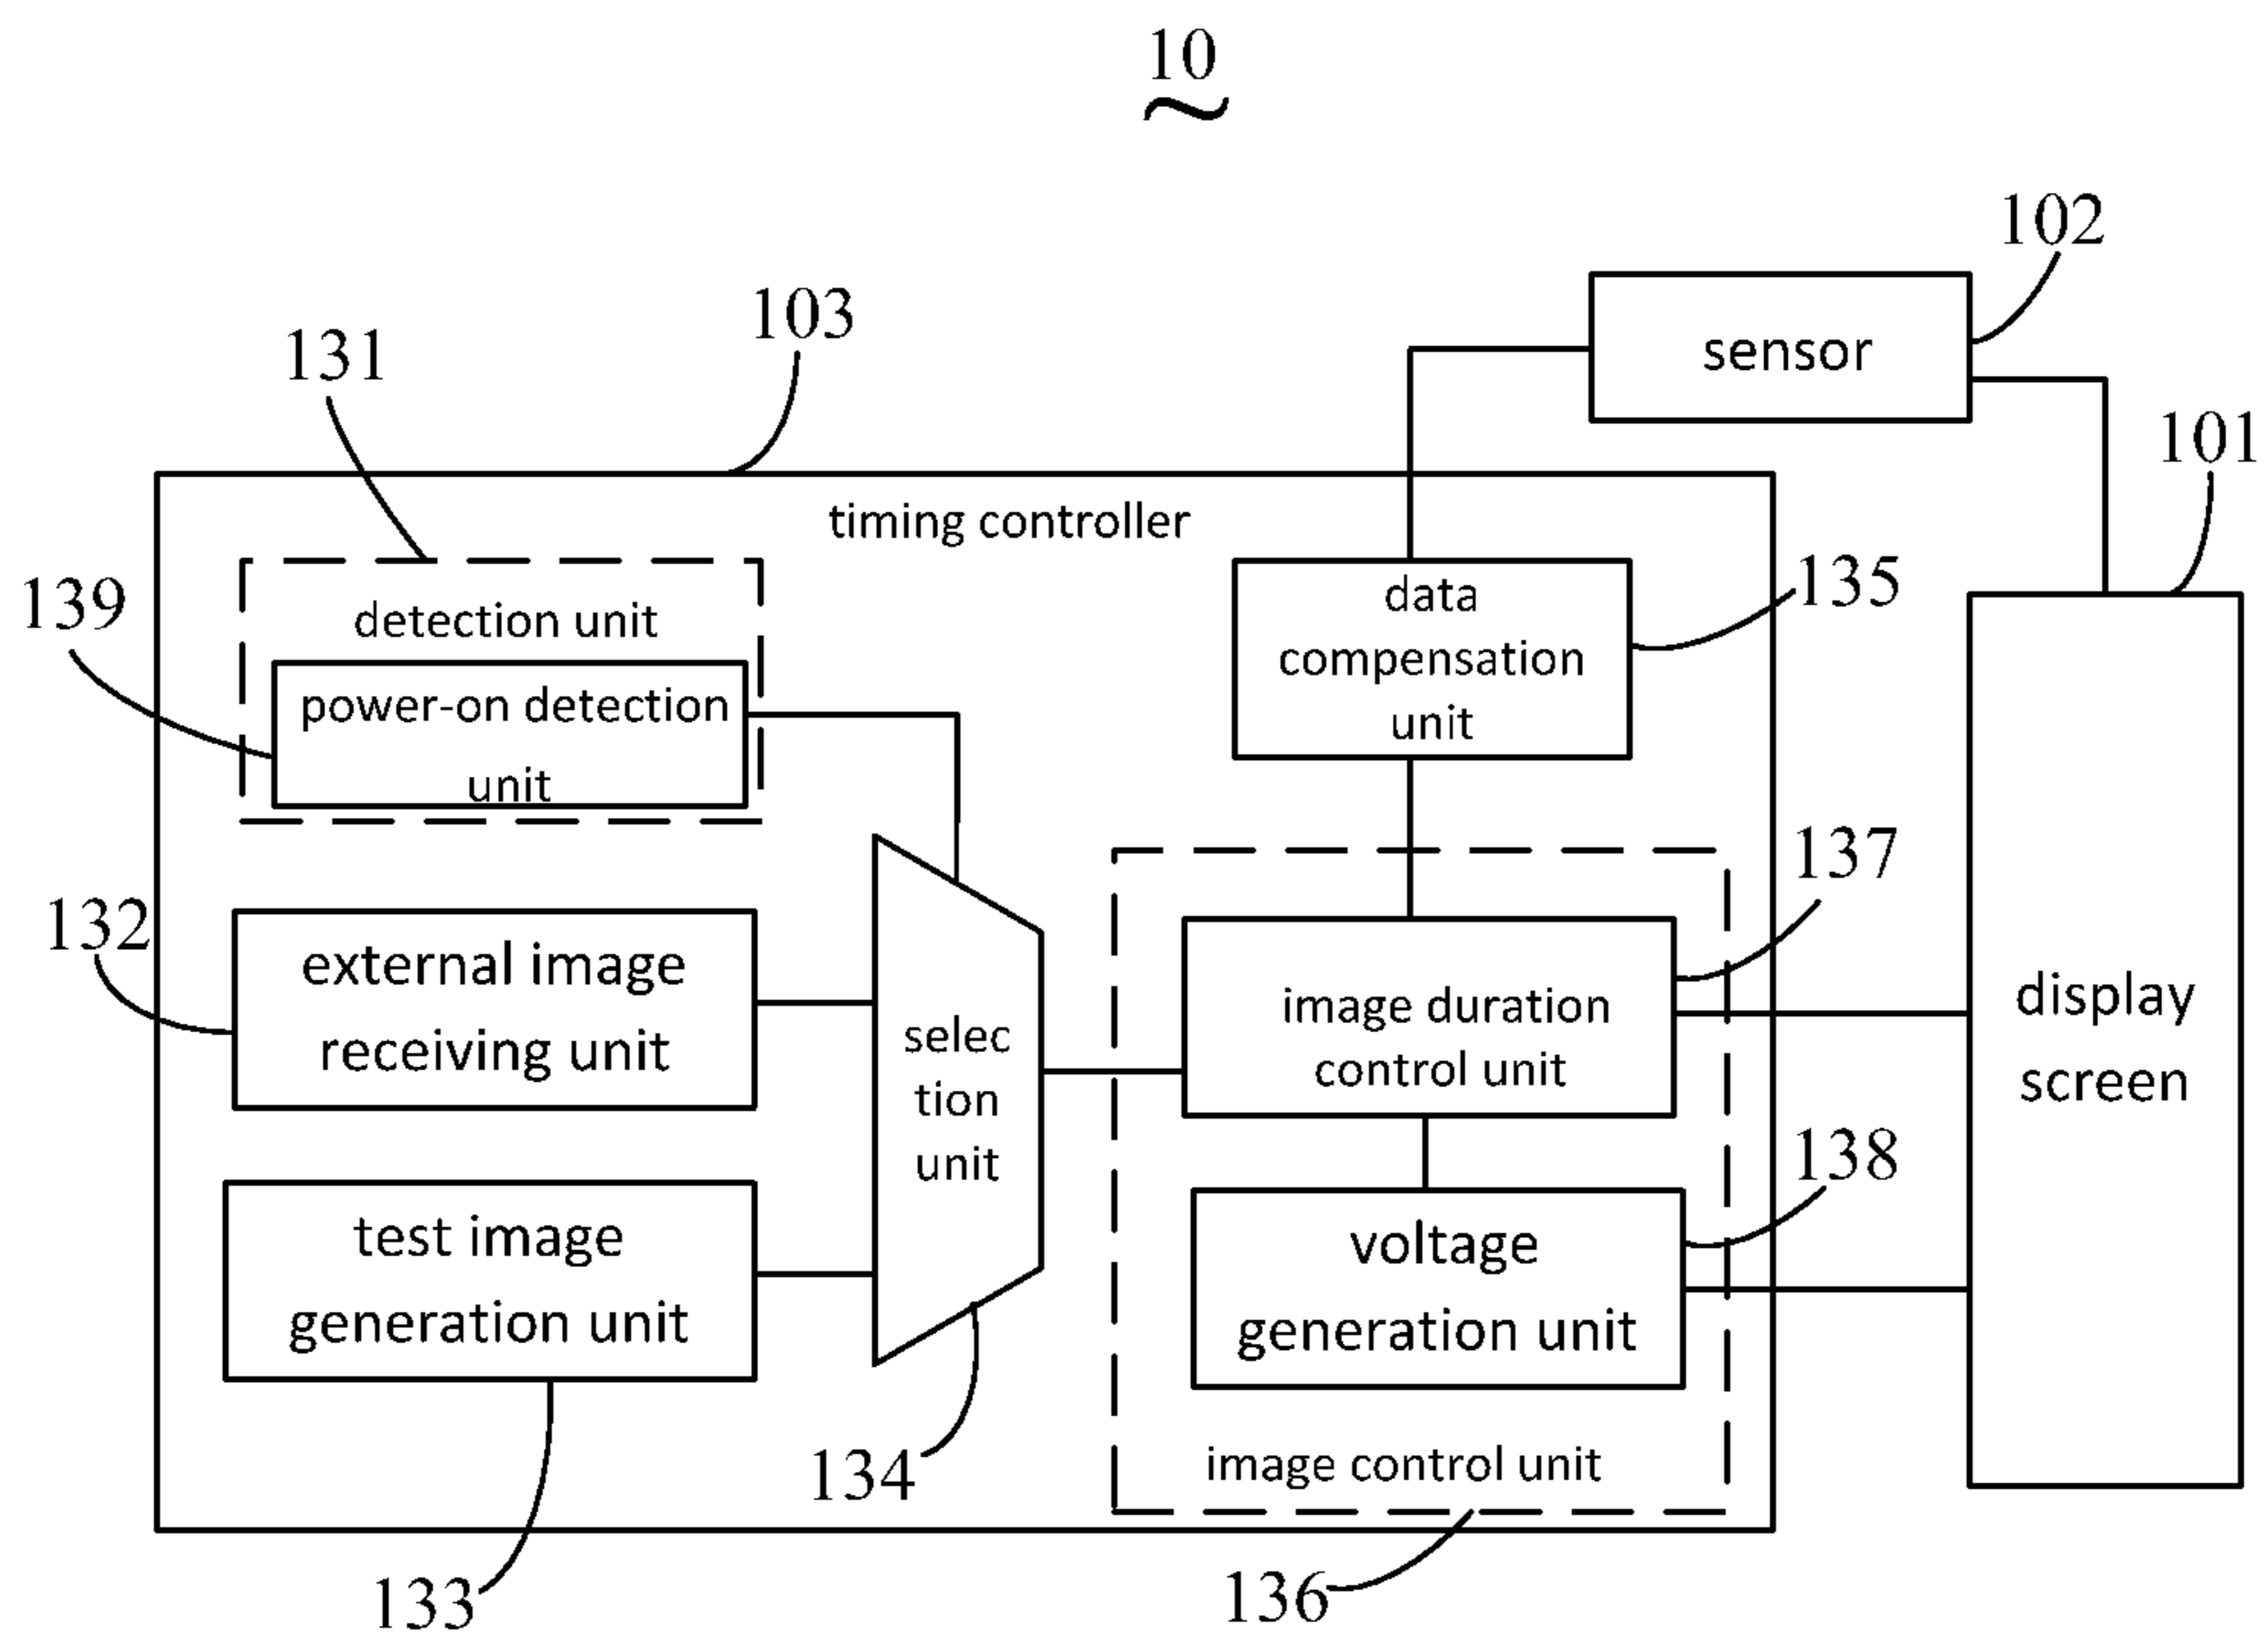 10
102
sensor
103
131
101
timing controller
139
detection unit
power-on detection
unit
data
compensation
unit
135
137
132
external image
receiving unit
selec
tion
unit
image duration
control unit
display
screen
138
test image
generation unit
voltage
generation unit
134
image control unit
133
136